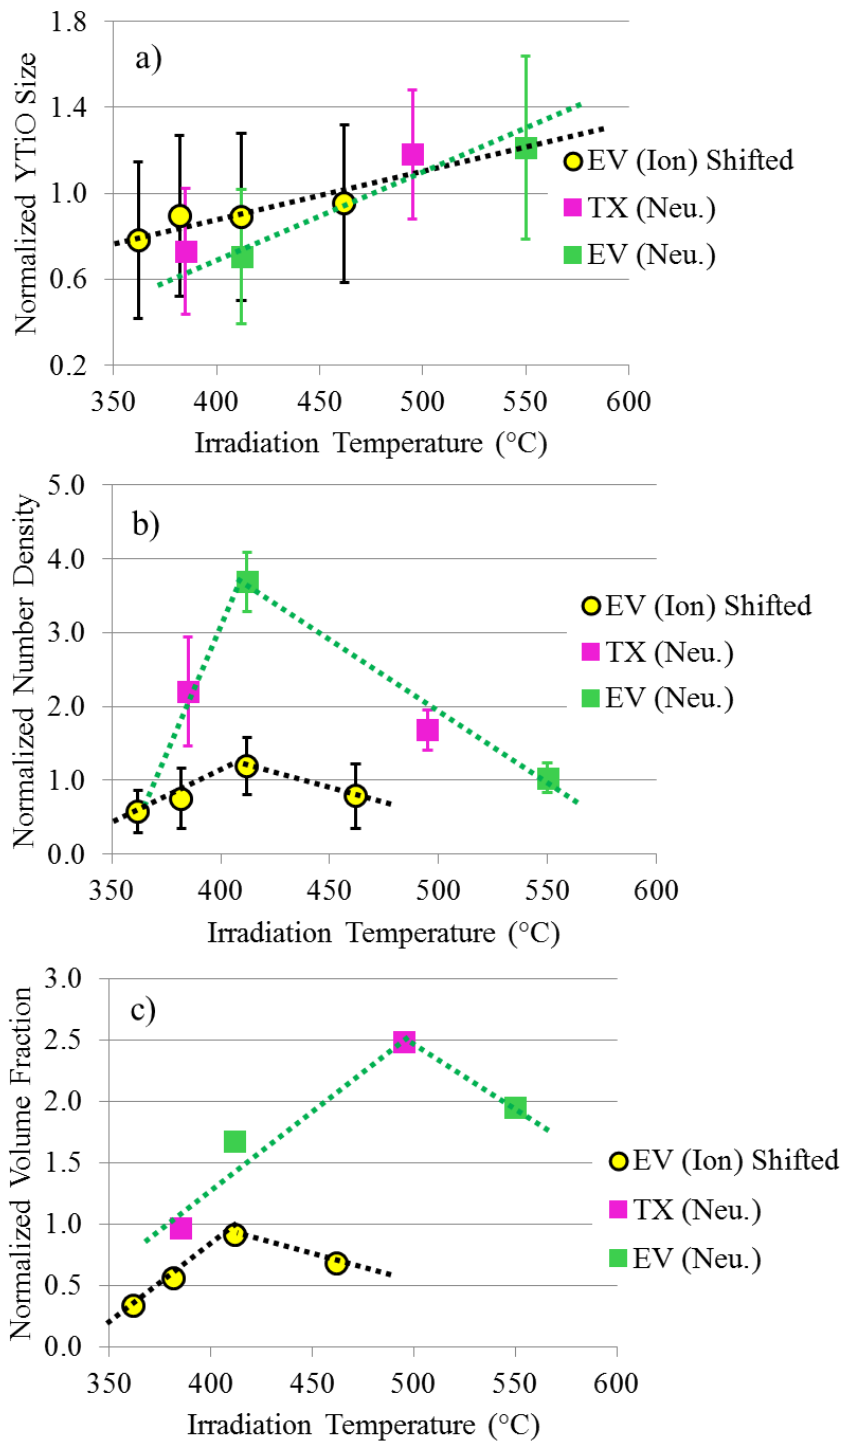 a)
Normalized YTiO Size
1.8
1.4
1.0
0.6
0.2
350 400 450 500 550 600
Irradiation Temperature (°C)
EV (Ion) Shifted
TX (Neu.)
EV (Neu.)
b)
Normalized Number Density
5.0
4.0
3.0
2.0
1.0
0.0
350 400 450 500 550 600
Irradiation Temperature (°C)
EV (Ion) Shifted
TX (Neu.)
EV (Neu.)
c)
Normalized Volume Fraction
3.0
2.5
2.0
1.5
1.0
0.5
0.0
350 400 450 500 550 600
Irradiation Temperature (°C)
EV (Ion) Shifted
TX (Neu.)
EV (Neu.)